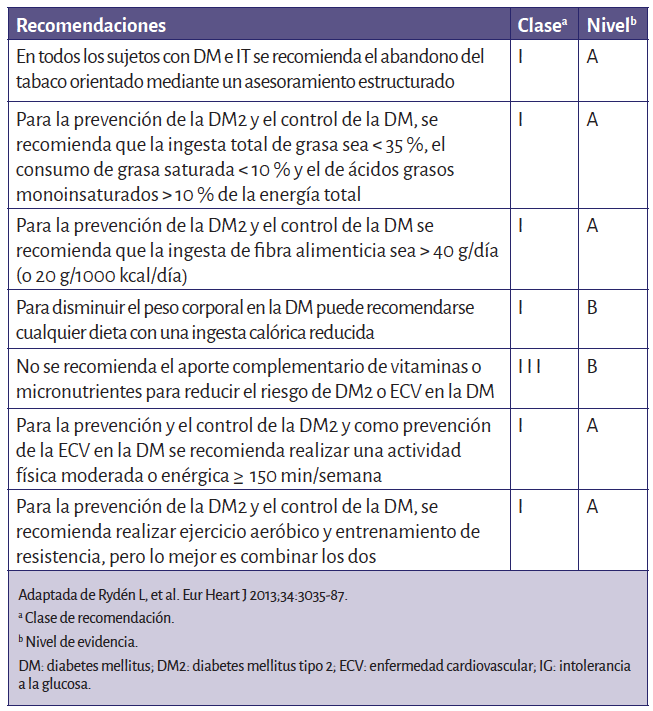 Recomendaciones Claseᵃ Nivelᵇ
En todos los sujetos con DM e IT se recomienda el abandono del I A
tabaco orientado mediante un asesoramiento estructurado
Para la prevención de la DM2 y el control de la DM, se I A
recomienda que la ingesta total de grasa sea < 35 %, el
consumo de grasa saturada < 10 % y el de ácidos grasos
monoinsaturados > 10 % de la energía total
Para la prevención de la DM2 y el control de la DM se I A
recomienda que la ingesta de fibra alimenticia sea > 40 g/día
(o 20 g/1000 kcal/día)
Para disminuir el peso corporal en la DM puede recomendarse I B
cualquier dieta con una ingesta calórica reducida
No se recomienda el aporte complementario de vitaminas o I I I B
micronutrientes para reducir el riesgo de DM2 o ECV en la DM
Para la prevención y el control de la DM2 y como prevención I A
de la ECV en la DM se recomienda realizar una actividad
física moderada o enérgica ≥ 150 min/semana
Para la prevención de la DM2 y el control de la DM, se I A
recomienda realizar ejercicio aeróbico y entrenamiento de
resistencia, pero lo mejor es combinar los dos
Adaptada de Rydén L, et al. Eur Heart J 2013;34:3035-87.
ᵃ Clase de recomendación.
ᵇ Nivel de evidencia.
DM: diabetes mellitus; DM2: diabetes mellitus tipo 2; ECV: enfermedad cardiovascular; IG: intolerancia
a la glucosa.